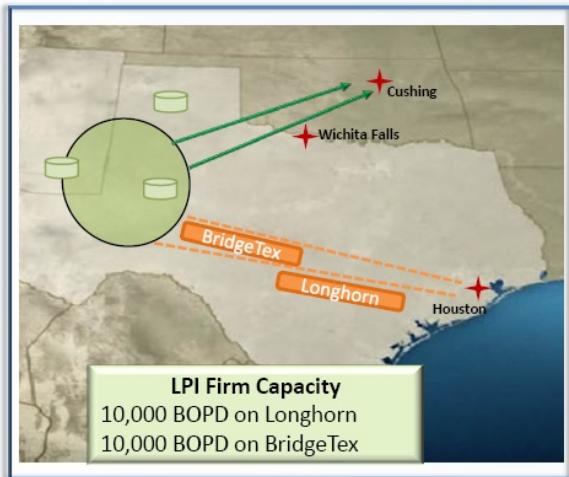 Cushing
Wichita Falls
BridgeTex
Longhorn
Houston
LPI Firm Capacity
10,000 BOPD on Longhorn
10,000 BOPD on BridgeTex